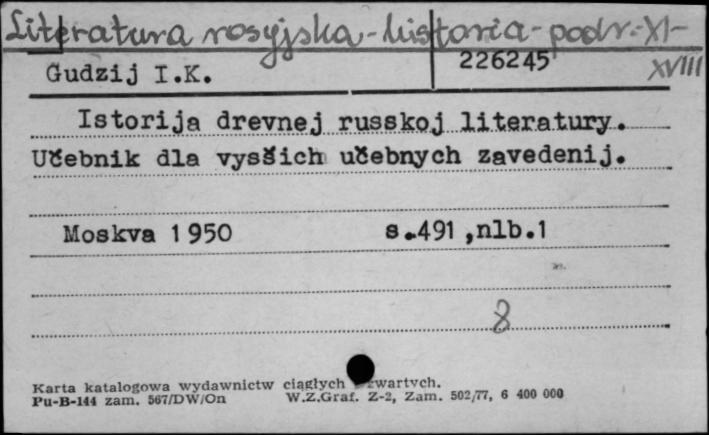 Literatura rosyjska - historia - podr. - XI -
XVIII
Gudzij I.K. 226245
Istorija drevnej russkoj literatury.
Učebnik dla vysšich učebnych zavedenij.
Moskva 1950 s.491,nlb.1
8
Karta katalogowa wydawnictw ciągłych zwartych.
Pu-B-144 zam. 567/DW/On W.Z.Graf. Z-2, Zam. 502/77, 6 400 000